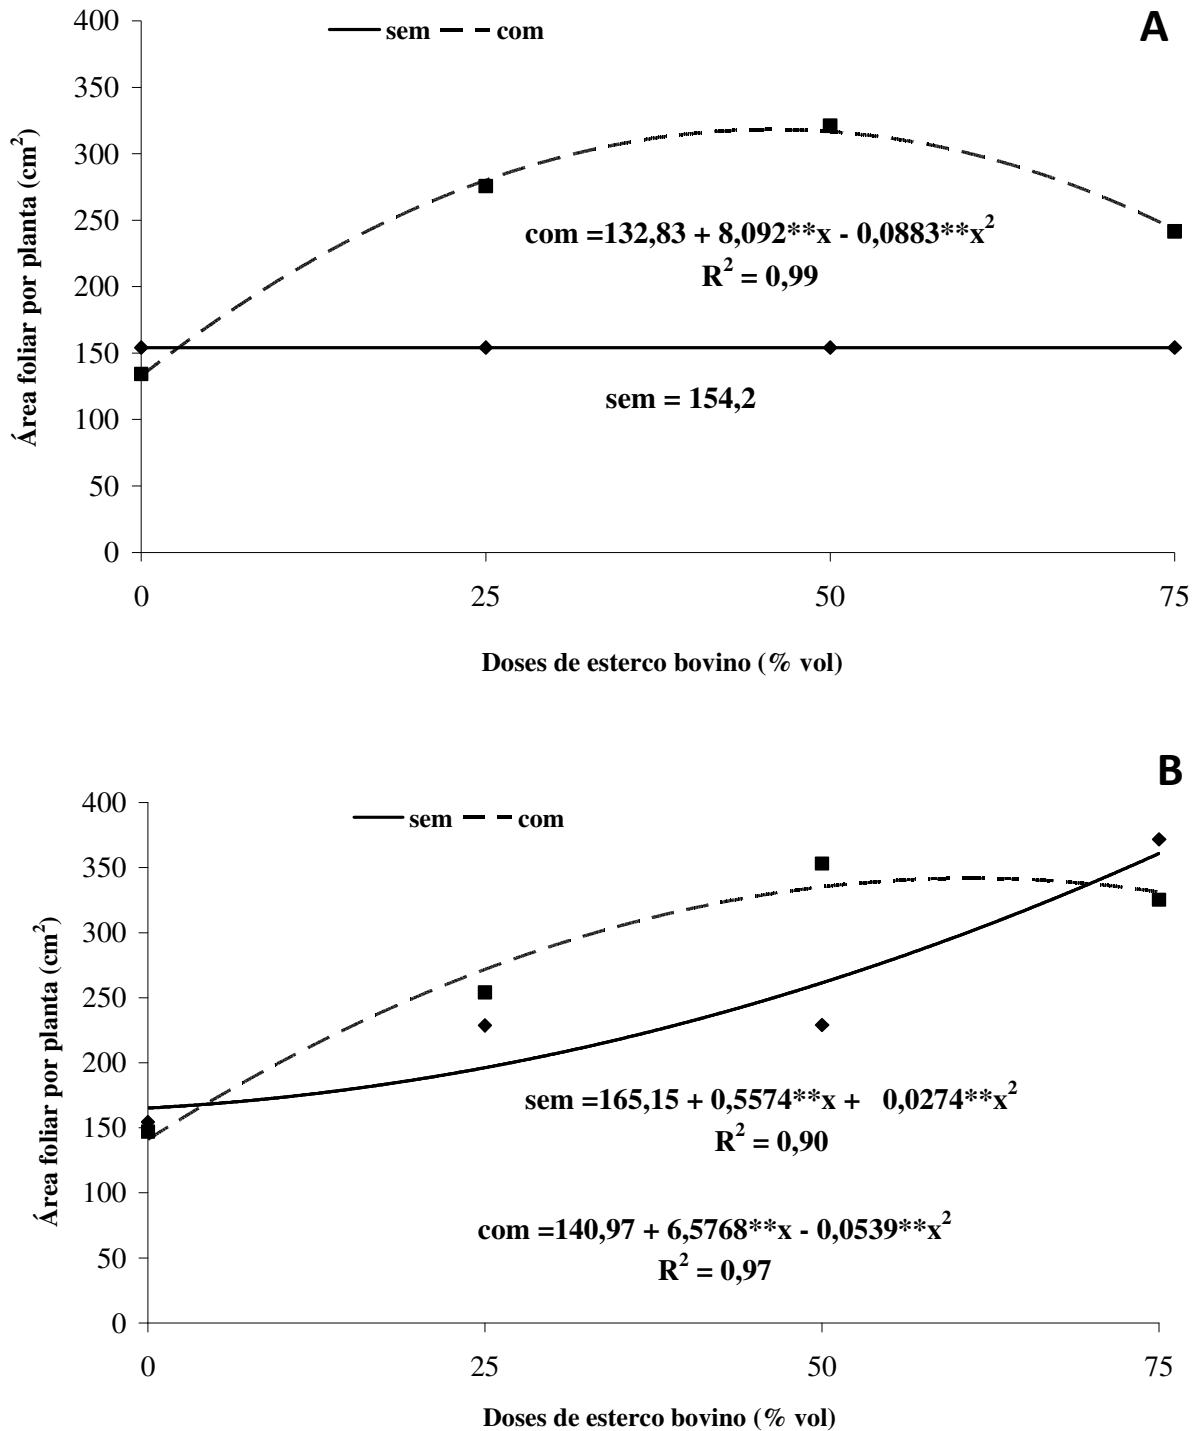 A
sem com
400
350
300
250
200
150
100
50
0
Área foliar por planta (cm²)
com =132,83 + 8,092**x - 0,0883**x²
R² = 0,99
sem = 154,2
0 25 50 75
Doses de esterco bovino (% vol)
B
sem com
400
350
300
250
200
150
100
50
0
Área foliar por planta (cm²)
sem =165,15 + 0,5574**x + 0,0274**x²
R² = 0,90
com =140,97 + 6,5768**x - 0,0539**x²
R² = 0,97
0 25 50 75
Doses de esterco bovino (% vol)